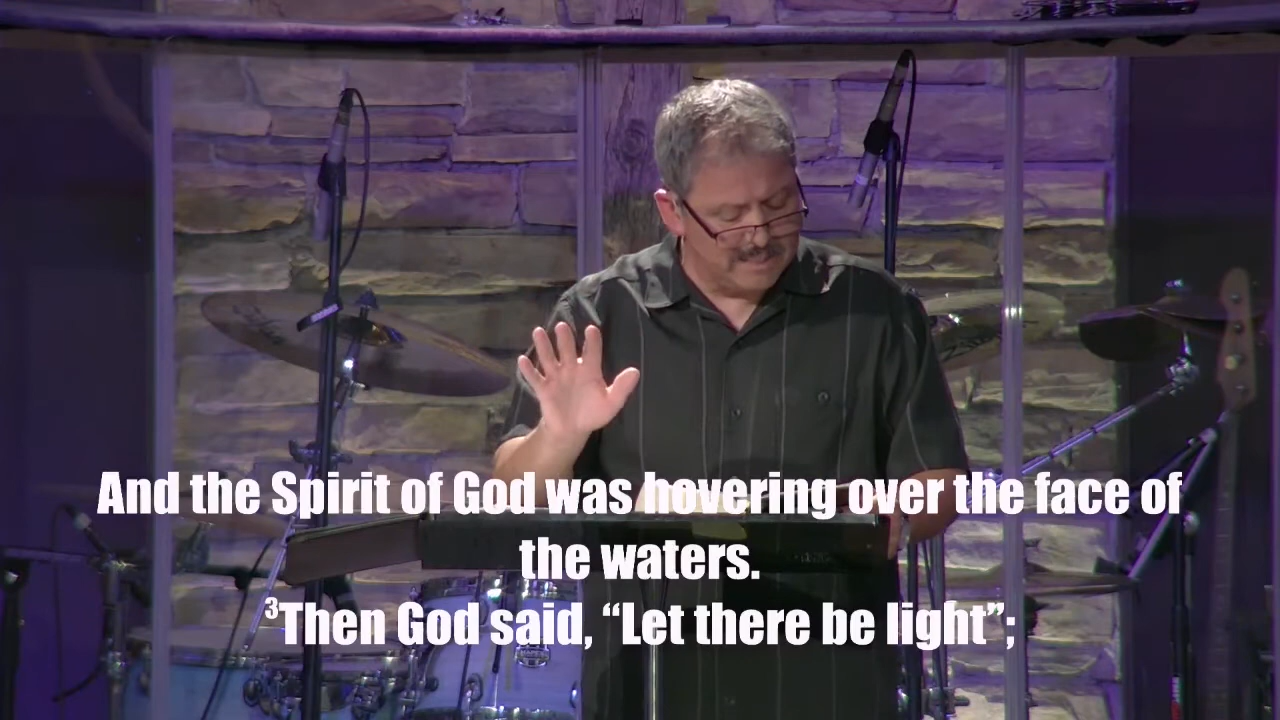 And the Spirit of God was hovering over the face of
the waters.
³Then God said, “Let there be light”;